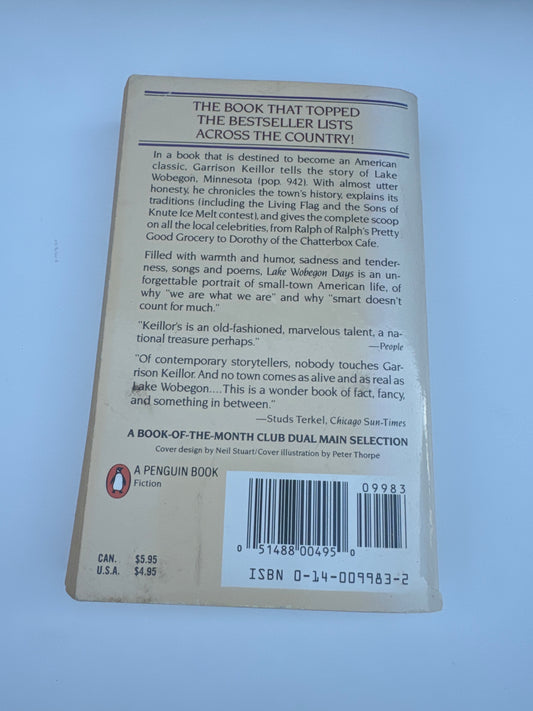 THE BOOK THAT TOPPED
THE BESTSELLER LISTS
ACROSS THE COUNTRY!
In a book that is destined to become an American
classic, Garrison Keillor tells the story of Lake
Wobegon, Minnesota (pop. 942). With almost utter
honesty, he chronicles the town's history, explains its
traditions (including the Living Flag and the Sons of
Knute Ice Melt contest), and gives the complete scoop
on all the local celebrities, from Ralph of Ralph's Pretty
Good Grocery to Dorothy of the Chatterbox Cafe.
Filled with warmth and humor, sadness and tender-
ness, songs and poems, Lake Wobegon Days is an un-
forgettable portrait of small-town American life, of
why "we are what we are" and why "smart doesn't
count for much."
"Keillor's is an old-fashioned, marvelous talent, a na-
tional treasure perhaps."
—People
"Of contemporary storytellers, nobody touches Gar-
rison Keillor. And no town comes as alive and as real as
Lake Wobegon....This is a wonder book of fact, fancy,
and something in between."
—Studs Terkel, Chicago Sun-Times
A BOOK-OF-THE-MONTH CLUB DUAL MAIN SELECTION
Cover design by Neil Stuart/Cover illustration by Peter Thorpe
A PENGUIN BOOK
Fiction
09983
0 51488 00495 0
ISBN 0-14-009983-2
CAN. $5.95
U.S.A. $4.95